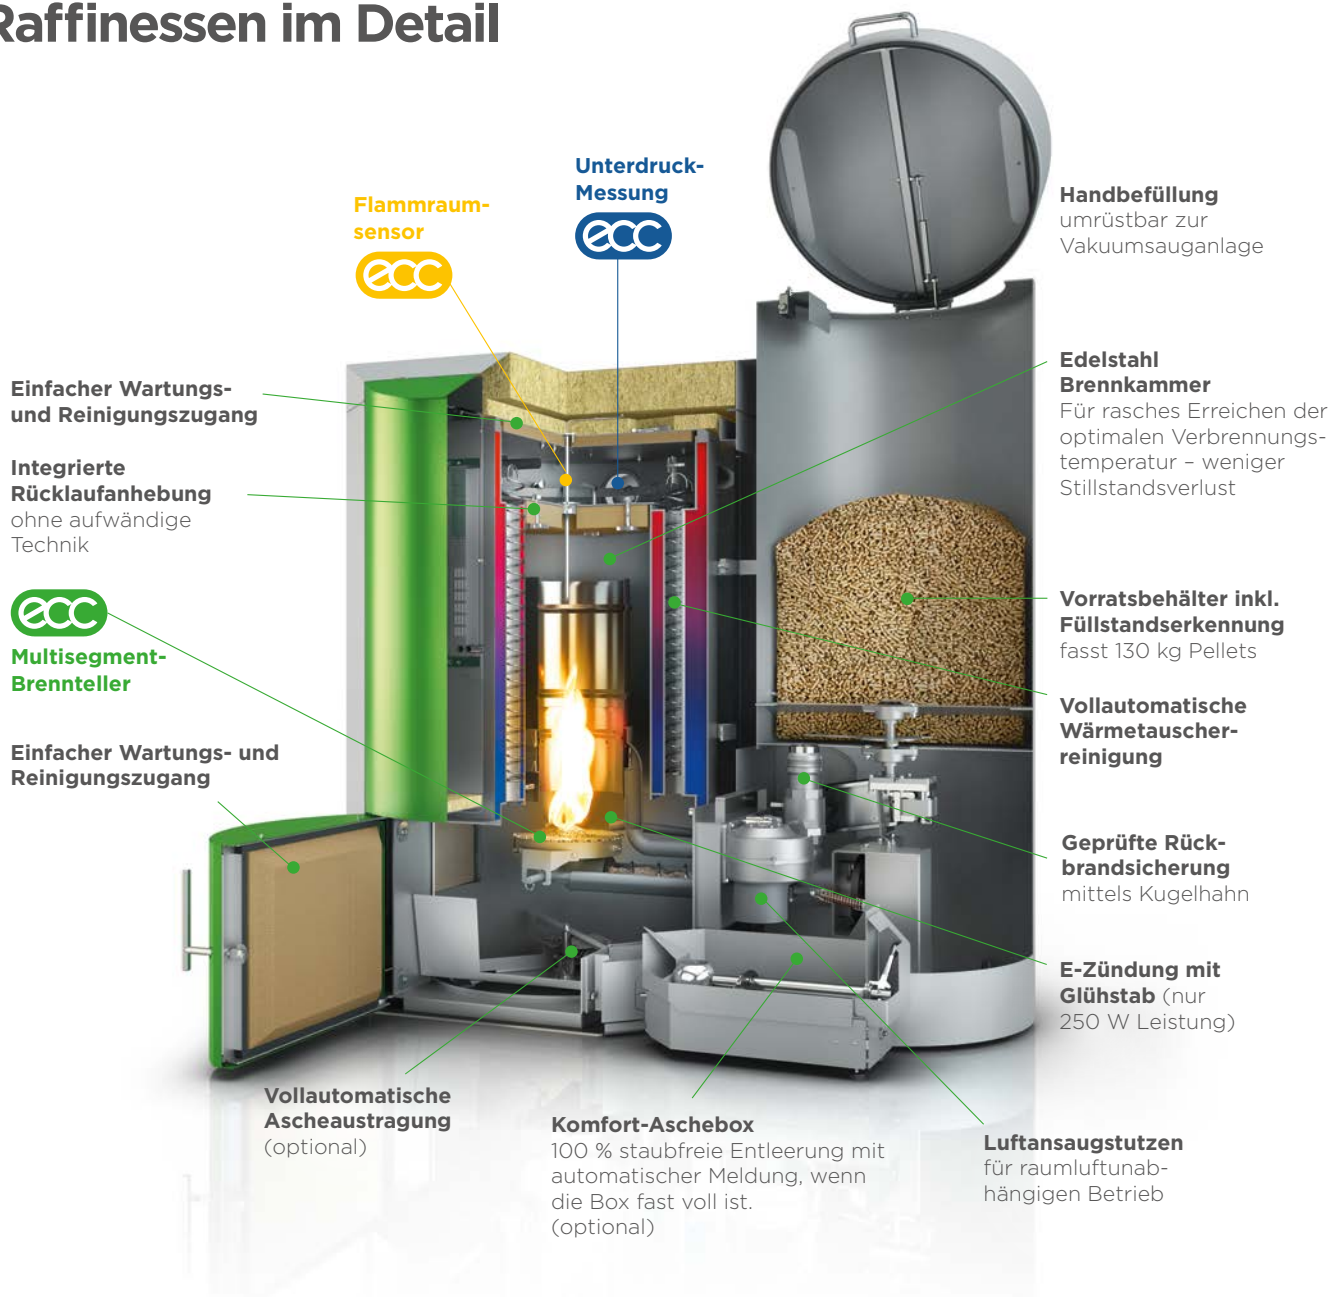 Raffinessen im Detail
Unterdruck-
Messung
ecc
Flammraum-
sensor
ecc
Handbefüllung
umrüstbar zur
Vakuumsauganlage
Einfacher Wartungs-
und Reinigungszugang
Integrierte
Rücklaufanhebung
ohne aufwändige
Technik
ecc
Multisegment-
Brennteller
Einfacher Wartungs- und
Reinigungszugang
Edelstahl
Brennkammer
Für rasches Erreichen der
optimalen Verbrennungs-
temperatur – weniger
Stillstandsverlust
Vorratsbehälter inkl.
Füllstandserkennung
fasst 130 kg Pellets
Vollautomatische
Wärmetauscher-
reinigung
Geprüfte Rück-
brandsicherung
mittels Kugelhahn
E-Zündung mit
Glühstab (nur
250 W Leistung)
Vollautomatische
Ascheaustragung
(optional)
Komfort-Aschebox
100 % staubfreie Entleerung mit
automatischer Meldung, wenn
die Box fast voll ist.
(optional)
Luftansaugstutzen
für raumluftunab-
hängigen Betrieb